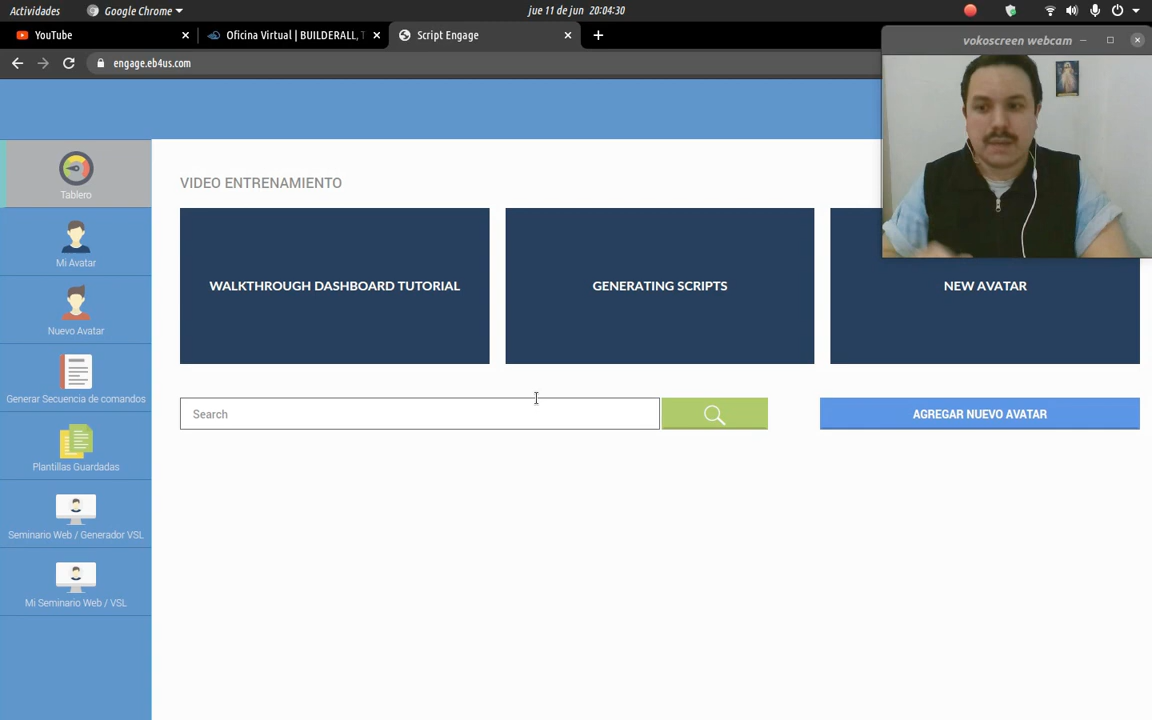 Actividades
Google Chrome
jue 11 de jun 20:04:30
YouTube
Oficina Virtual | BUILDERALL, T
Script Engage
vokoscreen webcam
engage.eb4us.com
Tablero
Mi Avatar
Nuevo Avatar
Generar Secuencia de comandos
Plantillas Guardadas
Seminario Web / Generador VSL
Mi Seminario Web / VSL
VIDEO ENTRENAMIENTO
WALKTHROUGH DASHBOARD TUTORIAL
GENERATING SCRIPTS
NEW AVATAR
Search
AGREGAR NUEVO AVATAR